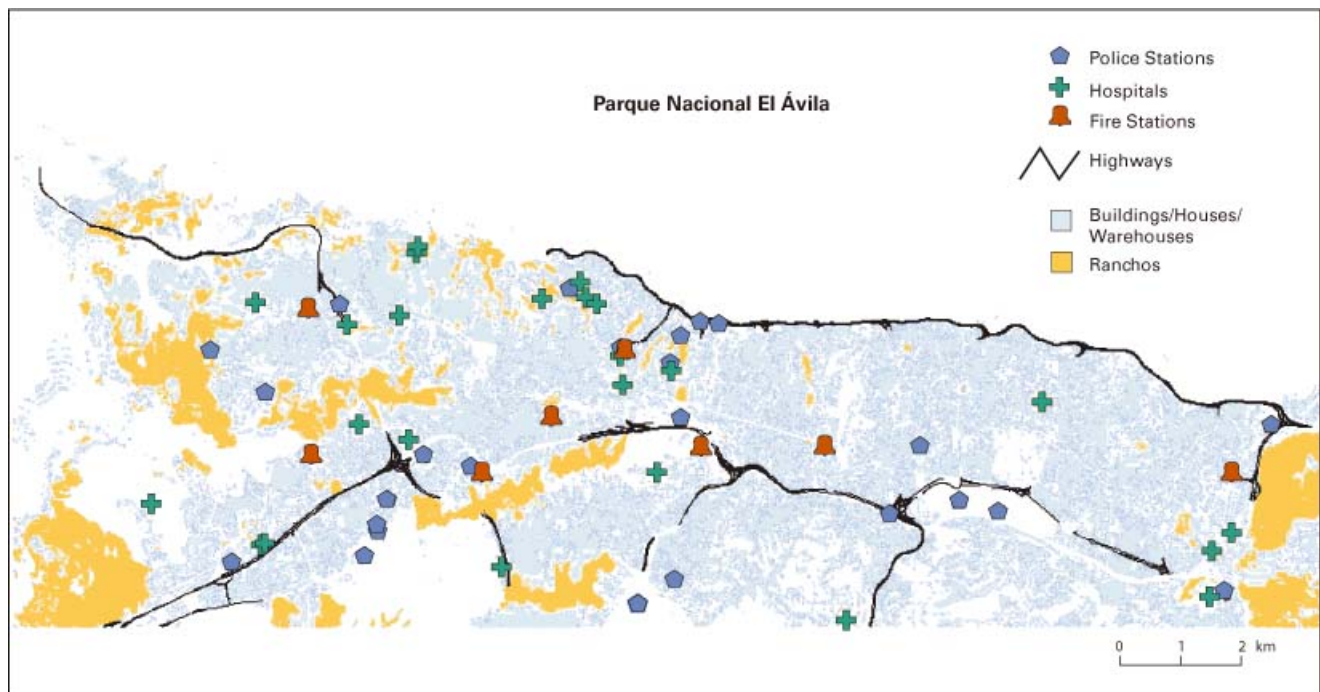 Parque Nacional El Ávila
Police Stations
Hospitals
Fire Stations
Highways
Buildings/Houses/
Warehouses
Ranchos
0 1 2 km